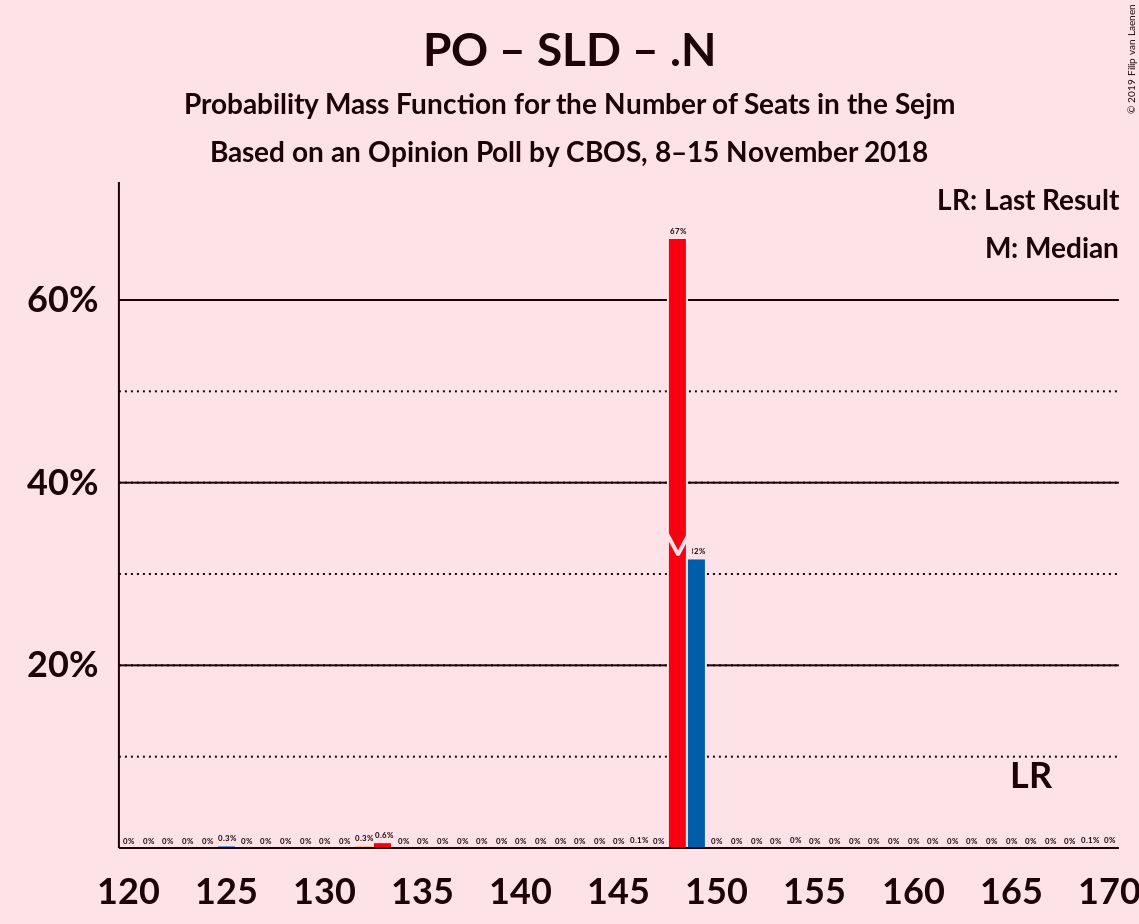 © 2019 Filip van Laenen
PO – SLD – .N
Probability Mass Function for the Number of Seats in the Sejm
Based on an Opinion Poll by CBOS, 8–15 November 2018
LR: Last Result
M: Median
67%
60%
40%
20%
LR
0% 0% 0% 0% 0% 0.3% 0% 0% 0% 0% 0% 0% 0.3% 0.6% 0% 0% 0% 0% 0% 0% 0% 0% 0% 0% 0% 0% 0.1% 0% 0% 0% 0% 0% 0% 0% 0% 0% 0% 0% 0% 0% 0% 0% 0% 0% 0% 0% 0% 0% 0.1% 0%
120 125 130 135 140 145 150 155 160 165 170